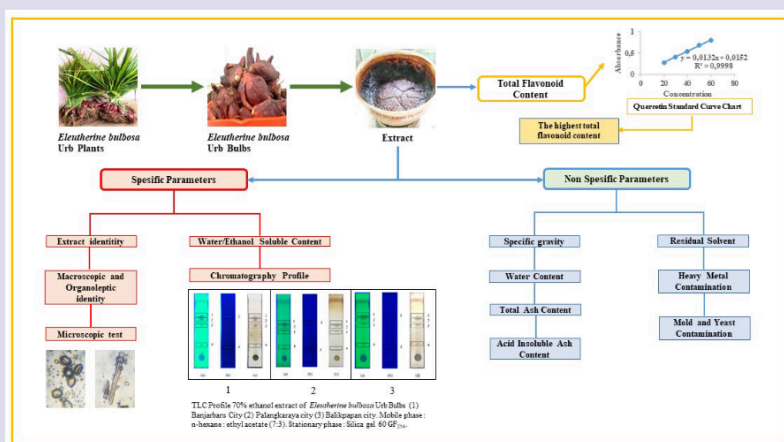 Eleutherine bulbosa
Urb Plants
Eleutherine bulbosa
Urb Bulbs
Extract
Total Flavonoid
Content
Absorbance
1
0,5
0
0 20 40 60 80
y = 0,0132x + 0,0152
R² = 0,9998
Concentration
Quercetin Standard Curve Chart
The highest total
flavonoid content
Spesific Parameters
Non Spesific Parameters
Extract identitity
Macroscopic and
Organoleptic
identity
Microscopic test
Water/Ethanol Soluble Content
Chromatography Profile
1 2 3
TLC Profile 70% ethanol extract of Eleutherine bulbosa Urb Bulbs (1)
Banjarbaru City (2) Palangkaraya city (3) Balikpapan city. Mobile phase :
n-hexane : ethyl acetate (7:3). Stationary phase : Silica gel 60 GF254.
Specific gravity
Water Content
Total Ash Content
Acid Insoluble Ash
Content
Residual Solvent
Heavy Metal
Contamination
Mold and Yeast
Contamination